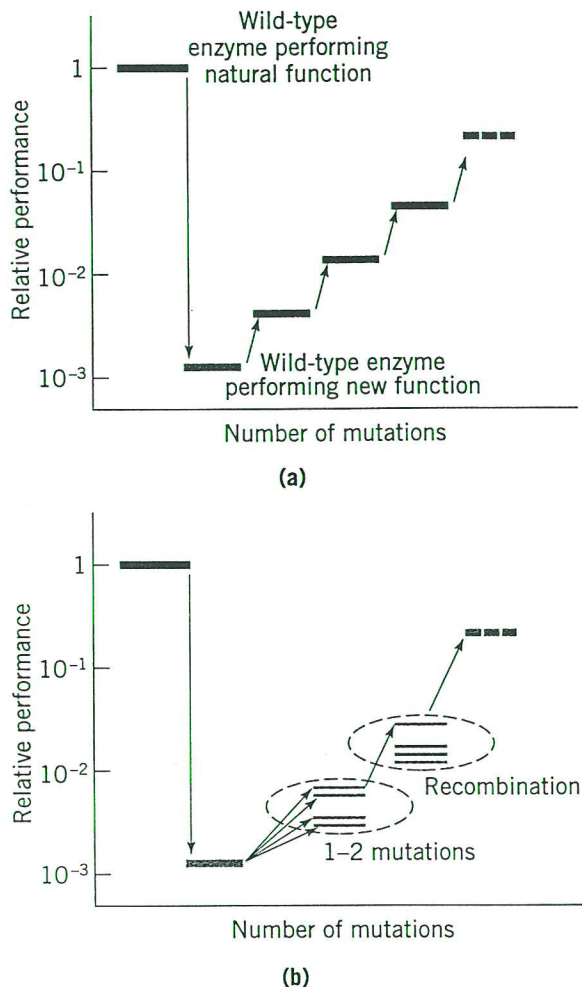 Wild-type
enzyme performing
natural function
Relative performance
1
10⁻¹
10⁻²
10⁻³
Wild-type enzyme
performing new function
Number of mutations
(a)
Relative performance
1
10⁻¹
10⁻²
10⁻³
Recombination
1–2 mutations
Number of mutations
(b)